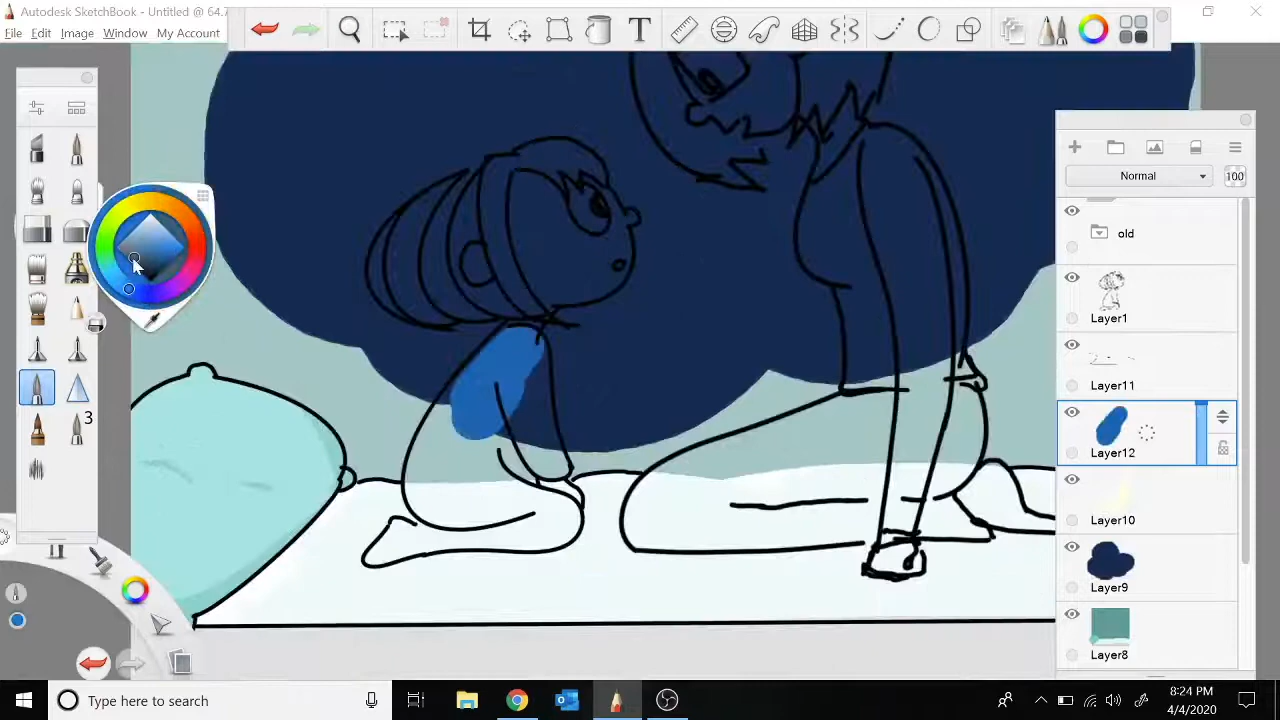 Autodesk SketchBook - Untitled @ 64.7
File Edit Image Window My Account
T
Normal 100
old
Layer1
Layer11
Layer12
Layer10
Layer9
Layer8
3
Type here to search
8:24 PM
4/4/2020